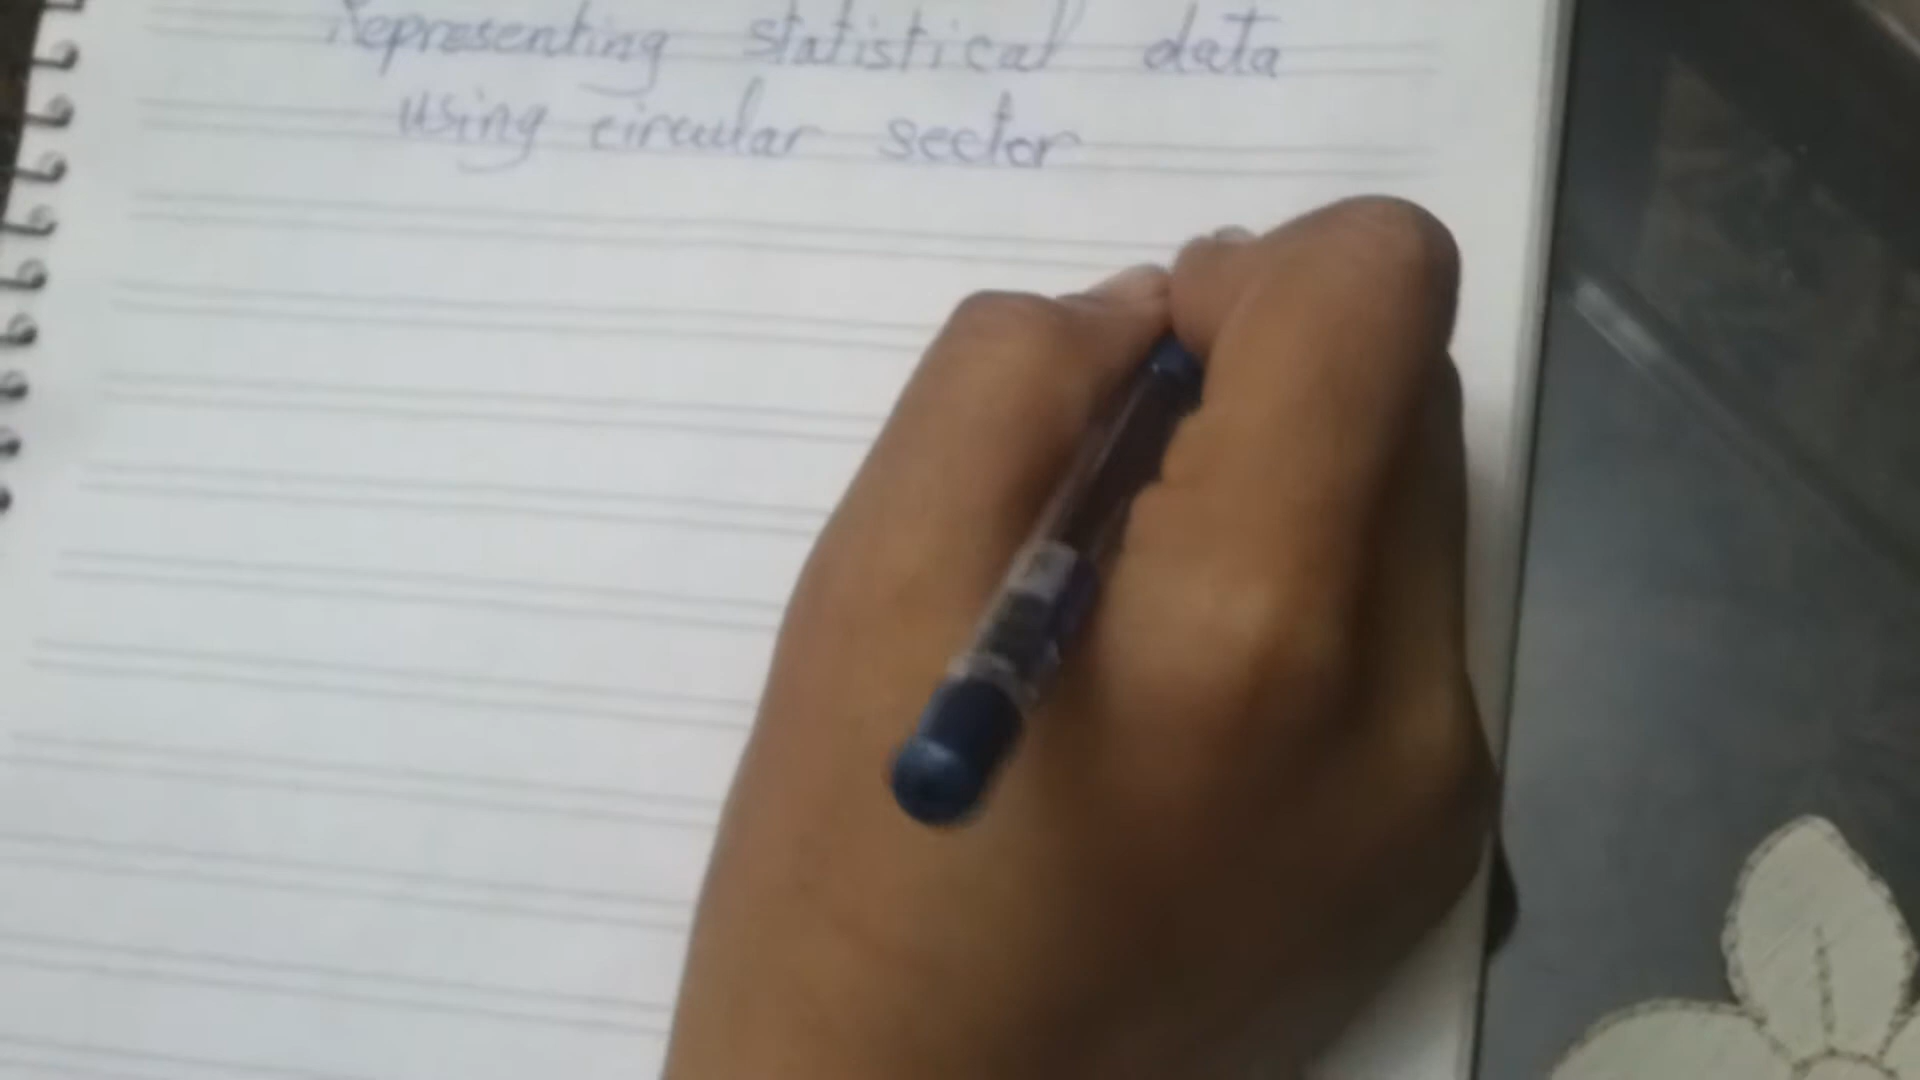 Representing statistical data
using circular sector